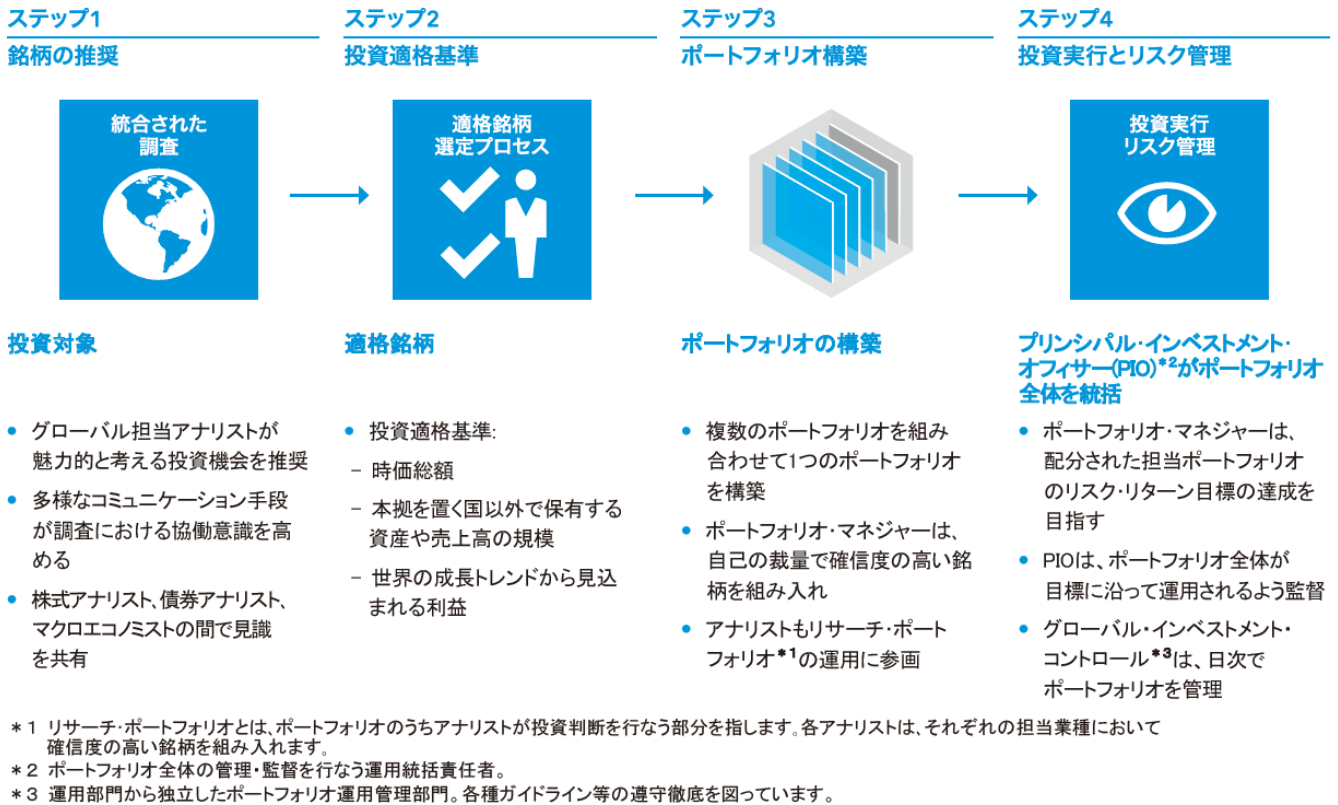 ステップ1
銘柄の推奨
統合された
調査
投資対象
● グローバル担当アナリストが
魅力的と考える投資機会を推奨
● 多様なコミュニケーション手段
が調査における協働意識を高
める
● 株式アナリスト、債券アナリスト、
マクロエコノミストの間で見識
を共有
ステップ2
投資適格基準
適格銘柄
選定プロセス
適格銘柄
● 投資適格基準:
− 時価総額
− 本拠を置く国以外で保有する
資産や売上高の規模
− 世界の成長トレンドから見込
まれる利益
ステップ3
ポートフォリオ構築
ポートフォリオの構築
● 複数のポートフォリオを組み
合わせて1つのポートフォリオ
を構築
● ポートフォリオ・マネジャーは、
自己の裁量で確信度の高い銘
柄を組み入れ
● アナリストもリサーチ・ポート
フォリオ*1の運用に参画
ステップ4
投資実行とリスク管理
投資実行
リスク管理
プリンシパル・インベストメント・
オフィサー(PIO)*2がポートフォリオ
全体を統括
● ポートフォリオ・マネジャーは、
配分された担当ポートフォリオ
のリスク・リターン目標の達成を
目指す
● PIOは、ポートフォリオ全体が
目標に沿って運用されるよう監督
● グローバル・インベストメント・
コントロール*3は、日次で
ポートフォリオを管理
*1 リサーチ・ポートフォリオとは、ポートフォリオのうちアナリストが投資判断を行なう部分を指します。各アナリストは、それぞれの担当業種において
確信度の高い銘柄を組み入れます。
*2 ポートフォリオ全体の管理・監督を行なう運用統括責任者。
*3 運用部門から独立したポートフォリオ運用管理部門。各種ガイドライン等の遵守徹底を図っています。